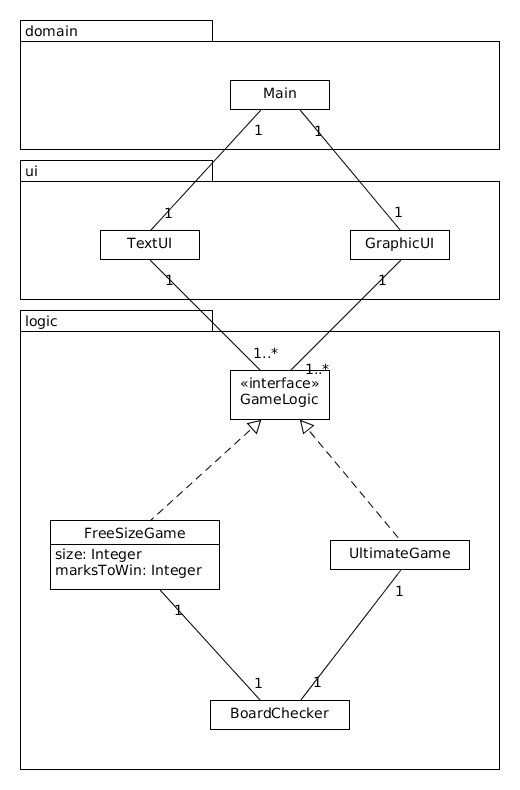 domain
Main
1
1
ui
1
1
TextUI
GraphicUI
1
1
logic
1..*
1..*
«interface»
GameLogic
FreeSizeGame
size: Integer
marksToWin: Integer
UltimateGame
1
1
1
1
BoardChecker